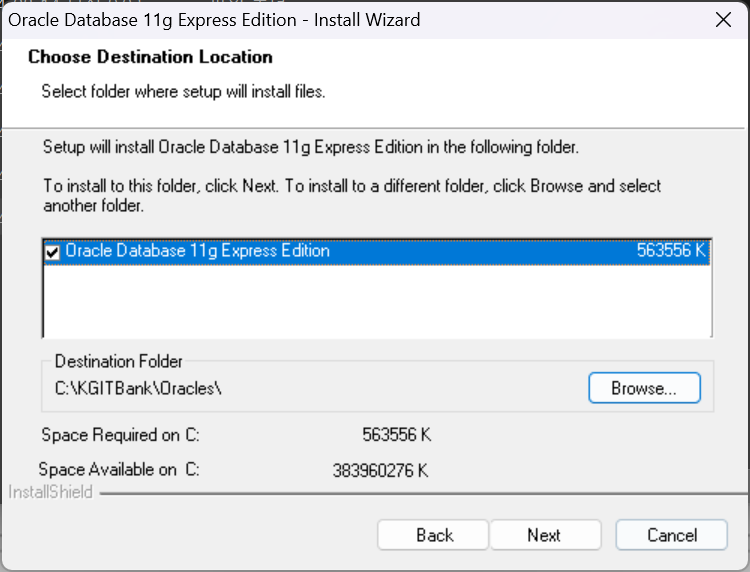 Oracle Database 11g Express Edition - Install Wizard
Choose Destination Location
Select folder where setup will install files.
Setup will install Oracle Database 11g Express Edition in the following folder.
To install to this folder, click Next. To install to a different folder, click Browse and select
another folder.
Oracle Database 11g Express Edition 563556 K
Destination Folder
C:\KGITBank\Oracles\
Browse...
Space Required on C: 563556 K
Space Available on C: 383960276 K
InstallShield
Back Next Cancel